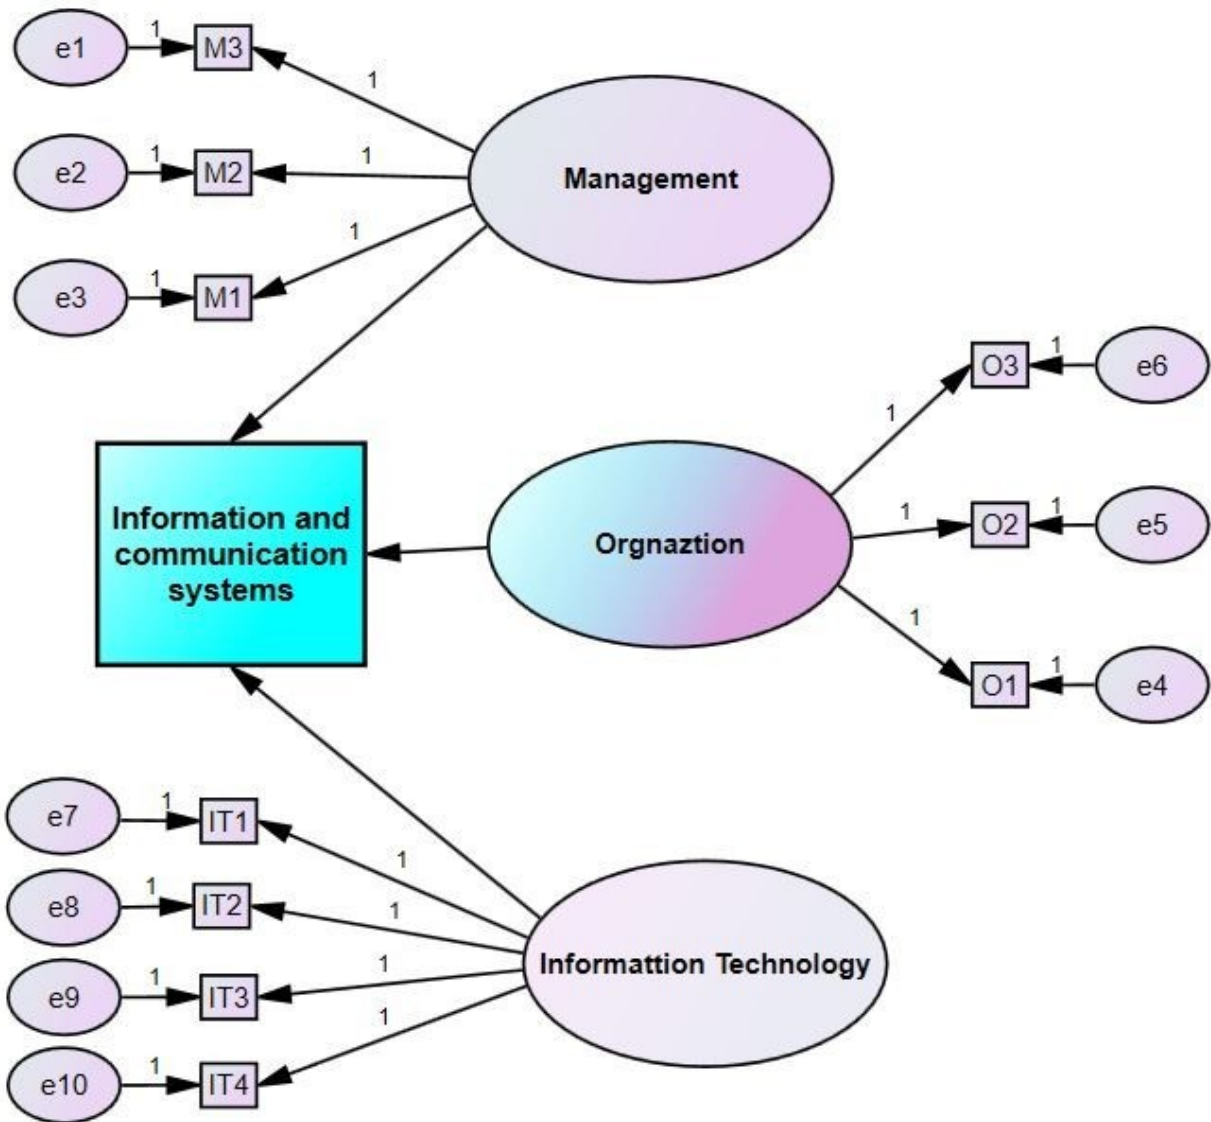 e1
1
M3
1
e2
1
M2
1
Management
e3
1
M1
1
O3
1
e6
1
Information and
communication
systems
Orgnaztion
1
O2
1
e5
1
O1
1
e4
e7
1
IT1
1
e8
1
IT2
1
Informattion Technology
e9
1
IT3
1
e10
1
IT4
1